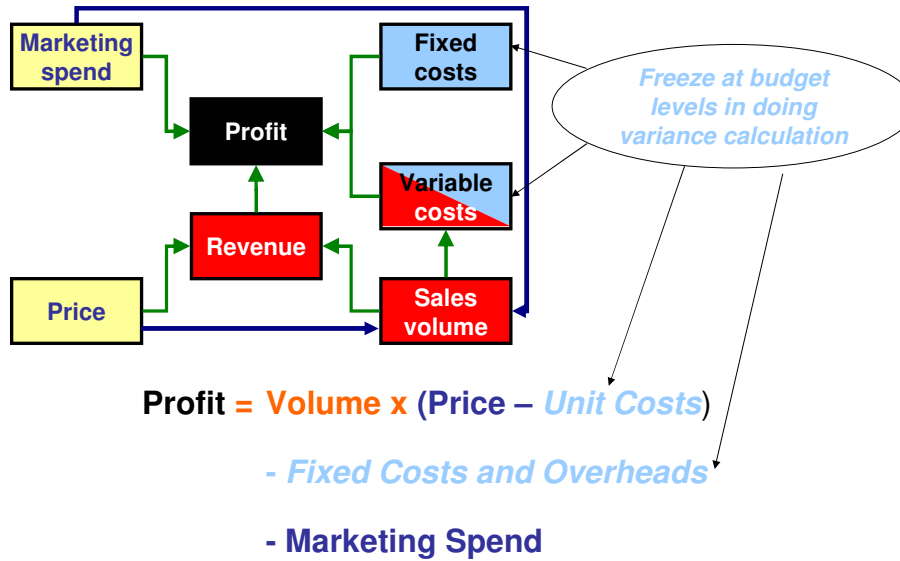 Marketing
spend
Fixed
costs
Freeze at budget
levels in doing
variance calculation
Profit
Variable
costs
Revenue
Price
Sales
volume
Profit = Volume x (Price – Unit Costs)
- Fixed Costs and Overheads
- Marketing Spend